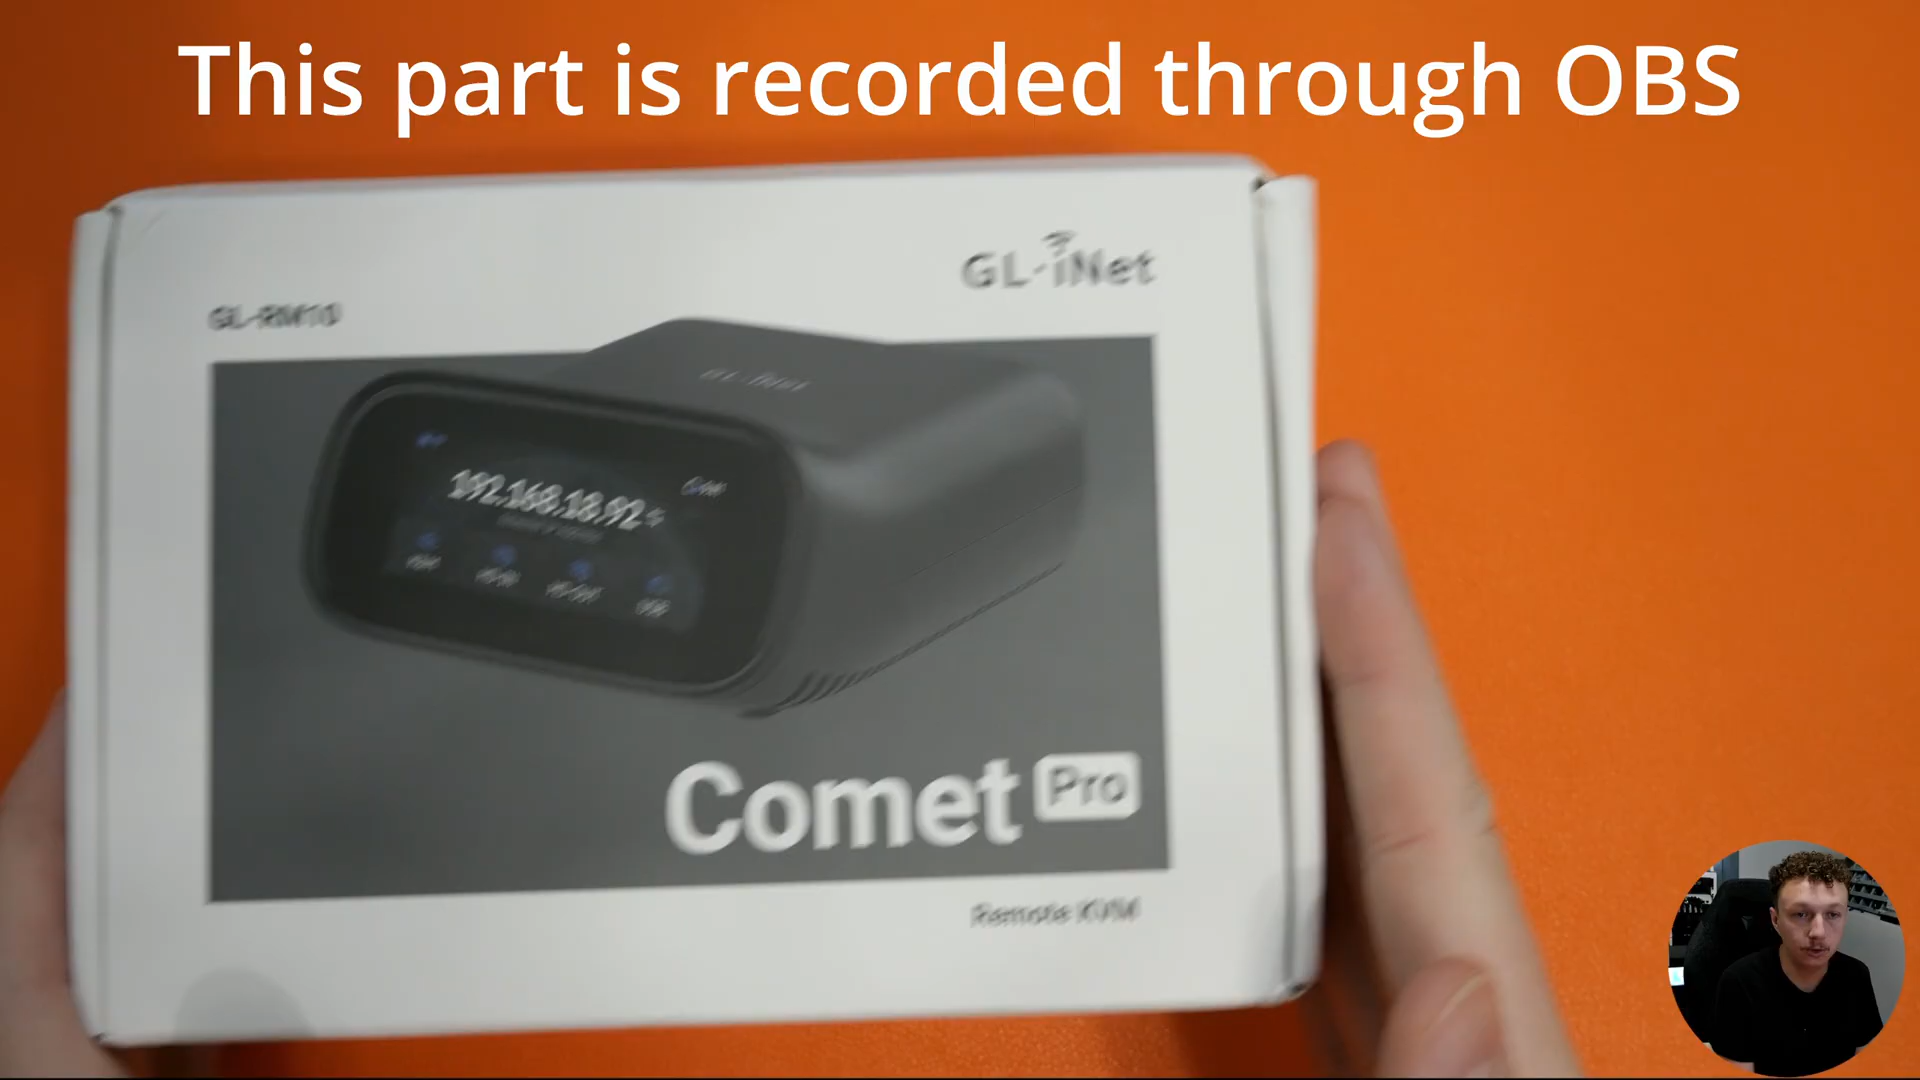 This part is recorded through OBS
GL·iNet
GL-RM10
192.168.18.92
Comet Pro
Remote KVM